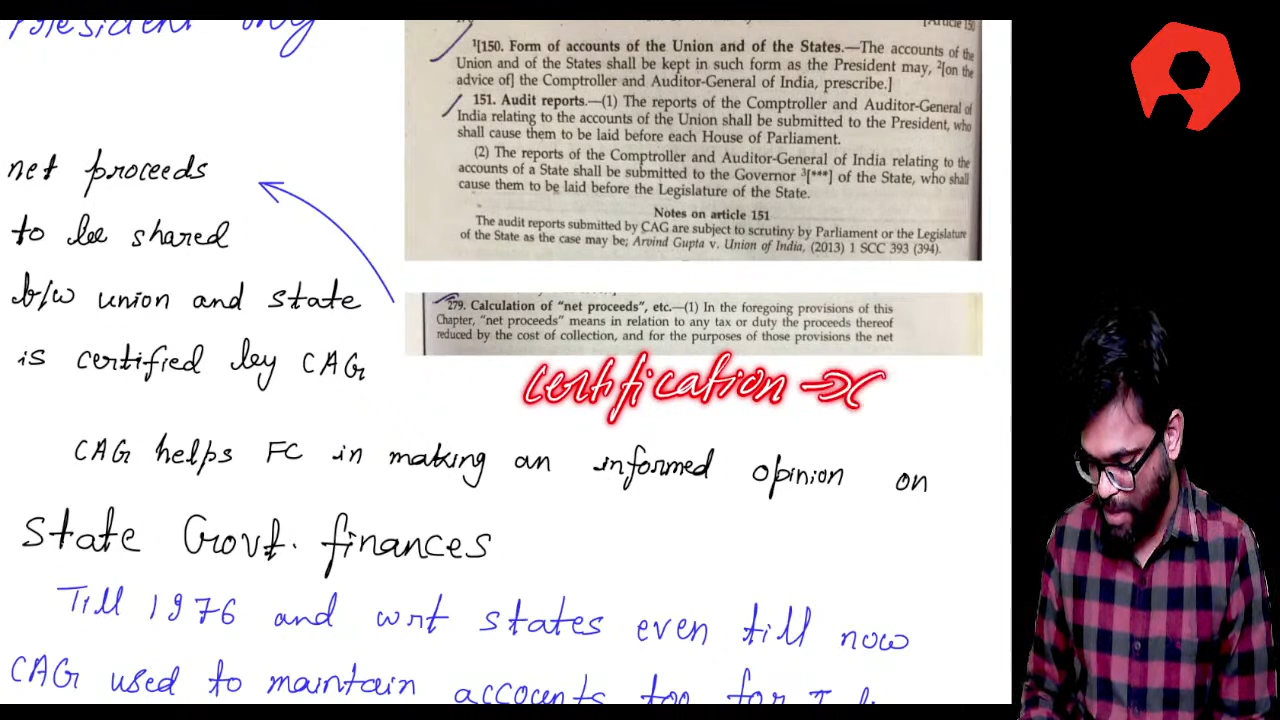 President only
[Article 150
¹[150. Form of accounts of the Union and of the States.—The accounts of the
Union and of the States shall be kept in such form as the President may, ²[on the
advice of] the Comptroller and Auditor-General of India, prescribe.]
151. Audit reports.—(1) The reports of the Comptroller and Auditor-General of
India relating to the accounts of the Union shall be submitted to the President, who
shall cause them to be laid before each House of Parliament.
(2) The reports of the Comptroller and Auditor-General of India relating to the
accounts of a State shall be submitted to the Governor ³[***] of the State, who shall
cause them to be laid before the Legislature of the State.
Notes on article 151
The audit reports submitted by CAG are subject to scrutiny by Parliament or the Legislature
of the State as the case may be; Arvind Gupta v. Union of India, (2013) 1 SCC 393 (394).
net proceeds
to be shared
b/w union and state
is certified by CAG
279. Calculation of "net proceeds", etc.—(1) In the foregoing provisions of this
Chapter, "net proceeds" means in relation to any tax or duty the proceeds thereof
reduced by the cost of collection, and for the purposes of those provisions the net
certification
CAG helps FC in making an informed opinion on
State Govt. finances
Till 1976 and wrt states even till now
CAG used to maintain accounts too for